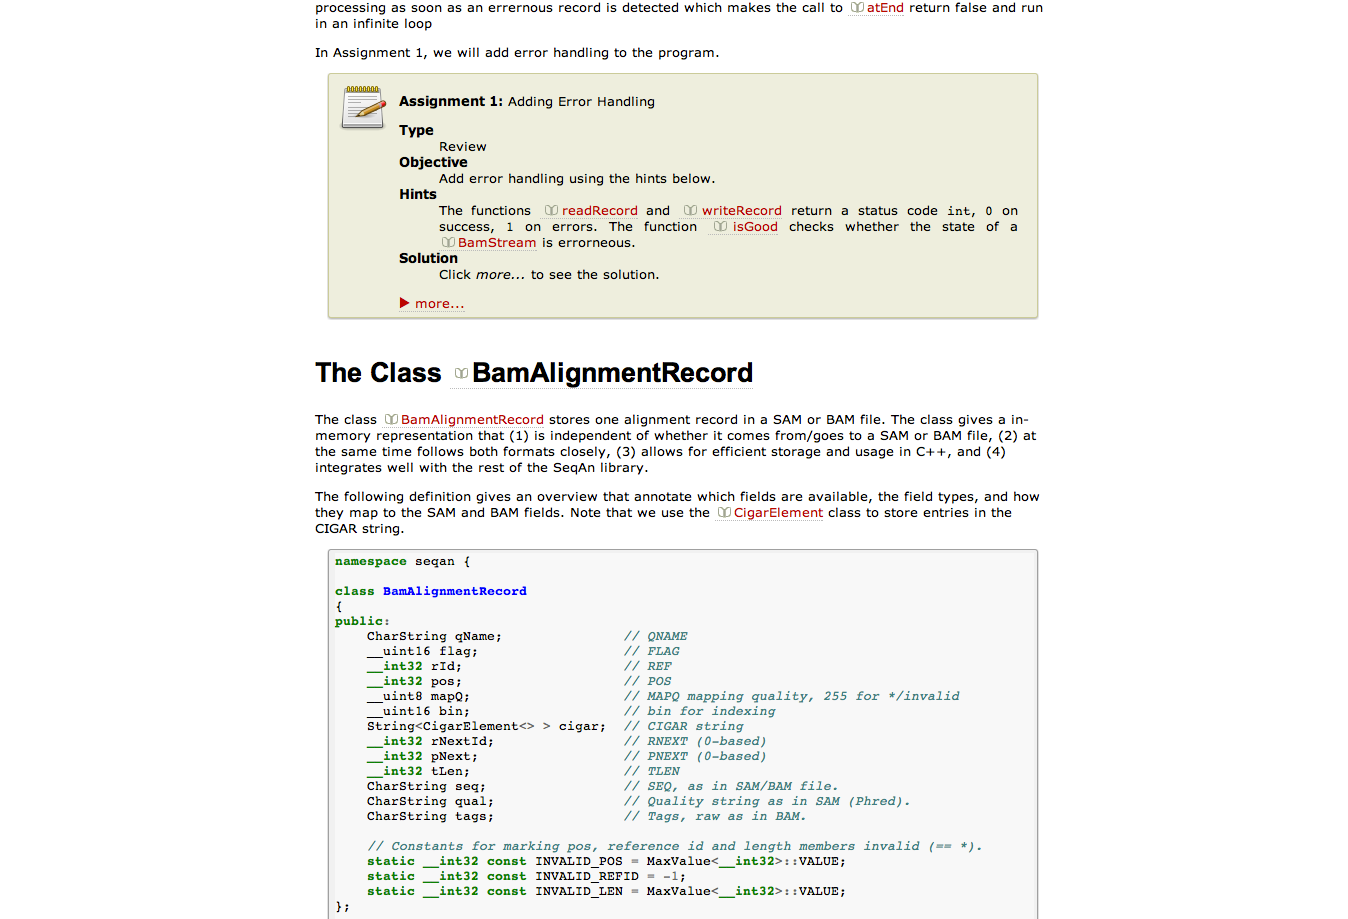 processing as soon as an errernous record is detected which makes the call to atEnd return false and run
in an infinite loop
In Assignment 1, we will add error handling to the program.
Assignment 1: Adding Error Handling
Type
Review
Objective
Add error handling using the hints below.
Hints
The functions readRecord and writeRecord return a status code int, 0 on
success, 1 on errors. The function isGood checks whether the state of a
BamStream is errorneous.
Solution
Click more... to see the solution.
more...
The Class BamAlignmentRecord
The class BamAlignmentRecord stores one alignment record in a SAM or BAM file. The class gives a in-
memory representation that (1) is independent of whether it comes from/goes to a SAM or BAM file, (2) at
the same time follows both formats closely, (3) allows for efficient storage and usage in C++, and (4)
integrates well with the rest of the SeqAn library.
The following definition gives an overview that annotate which fields are available, the field types, and how
they map to the SAM and BAM fields. Note that we use the CigarElement class to store entries in the
CIGAR string.
namespace seqan {
class BamAlignmentRecord
{
public:
CharString qName; // QNAME
__uint16 flag; // FLAG
__int32 rId; // REF
__int32 pos; // POS
__uint8 mapQ; // MAPQ mapping quality, 255 for */invalid
__uint16 bin; // bin for indexing
String<CigarElement<> > cigar; // CIGAR string
__int32 rNextId; // RNEXT (0-based)
__int32 pNext; // PNEXT (0-based)
__int32 tLen; // TLEN
CharString seq; // SEQ, as in SAM/BAM file.
CharString qual; // Quality string as in SAM (Phred).
CharString tags; // Tags, raw as in BAM.
// Constants for marking pos, reference id and length members invalid (== *).
static __int32 const INVALID_POS = MaxValue<__int32>::VALUE;
static __int32 const INVALID_REFID = -1;
static __int32 const INVALID_LEN = MaxValue<__int32>::VALUE;
};